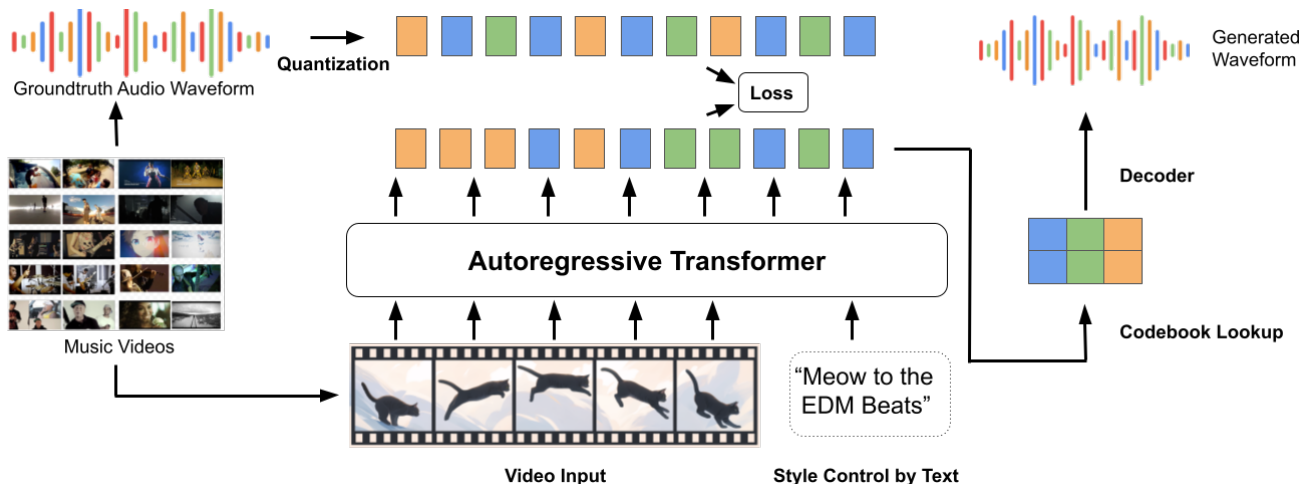 Groundtruth Audio Waveform
Quantization
Loss
Generated
Waveform
Music Videos
Autoregressive Transformer
Decoder
Codebook Lookup
“Meow to the
EDM Beats”
Video Input
Style Control by Text